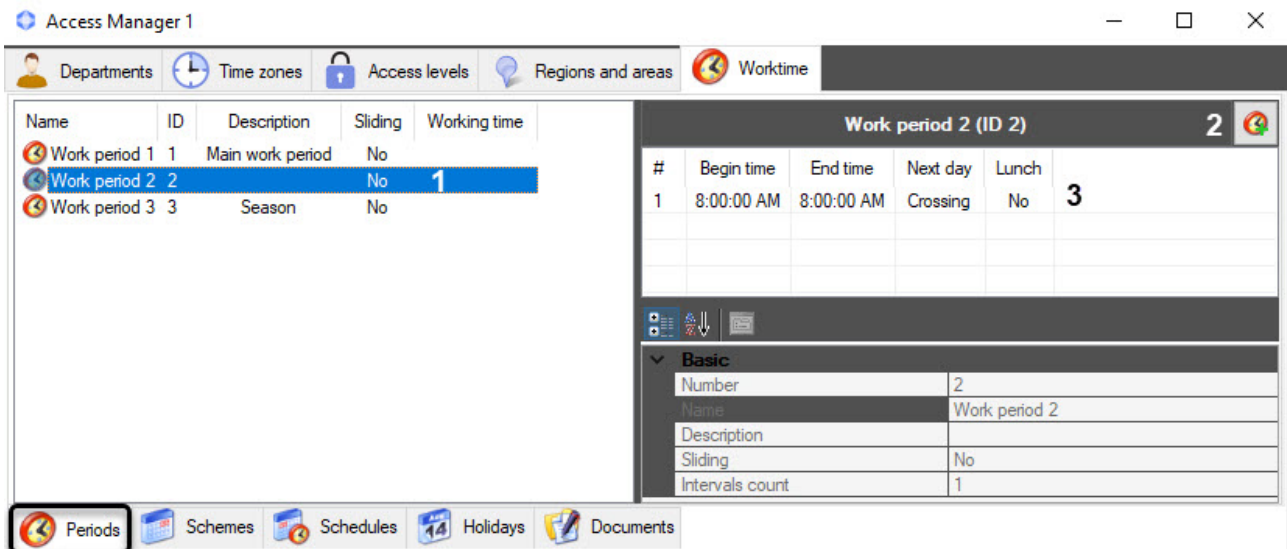 Access Manager 1
Departments Time zones Access levels Regions and areas Worktime
Name ID Description Sliding Working time
Work period 1 1 Main work period No
Work period 2 2 No 1
Work period 3 3 Season No
Work period 2 (ID 2) 2
# Begin time End time Next day Lunch
1 8:00:00 AM 8:00:00 AM Crossing No 3
Basic
Number 2
Name Work period 2
Description
Sliding No
Intervals count 1
Periods Schemes Schedules 14 Holidays Documents